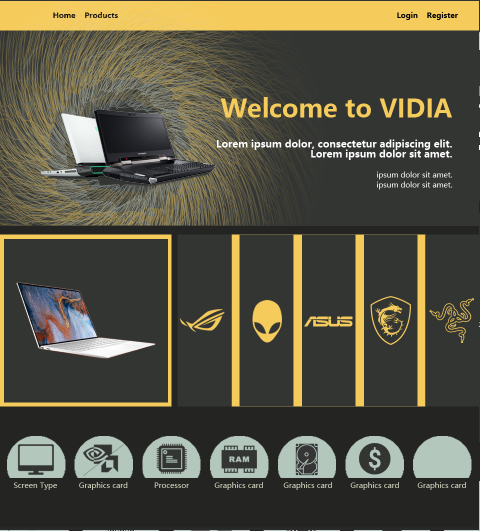 Home Products Login Register
Welcome to VIDIA
Lorem ipsum dolor, consectetur adipiscing elit.
Lorem ipsum dolor sit amet.
ipsum dolor sit amet.
ipsum dolor sit amet.
ASUS
RAM
$
Screen Type Graphics card Processor Graphics card Graphics card Graphics card Graphics card